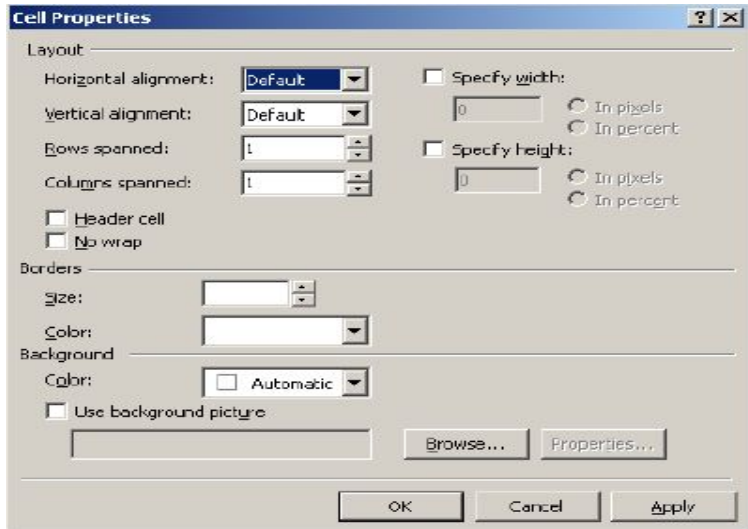 Cell Properties
Layout
Horizontal alignment: Default
Specify width:
Vertical alignment: Default
0
In pixels
In percent
Rows spanned: 1
Specify height:
Columns spanned: 1
0
In pixels
In percent
Header cell
No wrap
Borders
Size:
Color:
Background
Color: Automatic
Use background picture
Browse... Properties...
OK Cancel Apply